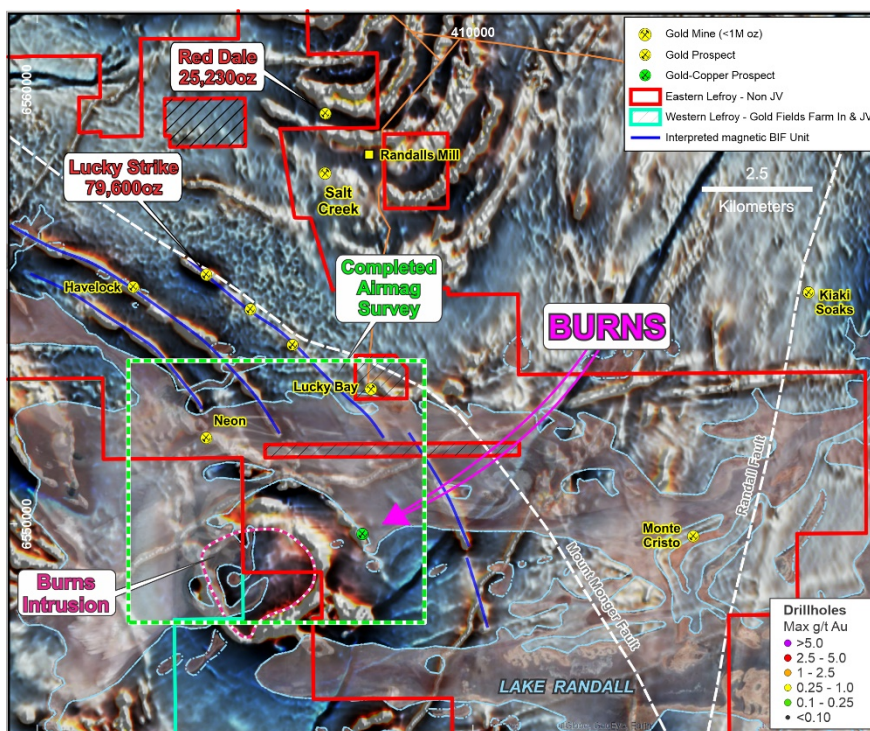 410000
6560000
6550000
Red Dale
25,230oz
Randalls Mill
Lucky Strike
79,600oz
Salt
Creek
Completed
Airmag
Survey
Havelock
BURNS
Kiaki
Soaks
Lucky Bay
Neon
Monte
Cristo
Randall Fault
Mount Monger Fault
Burns
Intrusion
LAKE RANDALL
Gold Mine (<1M oz)
Gold Prospect
Gold-Copper Prospect
Eastern Lefroy - Non JV
Western Lefroy - Gold Fields Farm In & JV
Interpreted magnetic BIF Unit
2.5
Kilometers
Drillholes
Max g/t Au
>5.0
2.5 - 5.0
1 - 2.5
0.25 - 1.0
0.1 - 0.25
<0.10